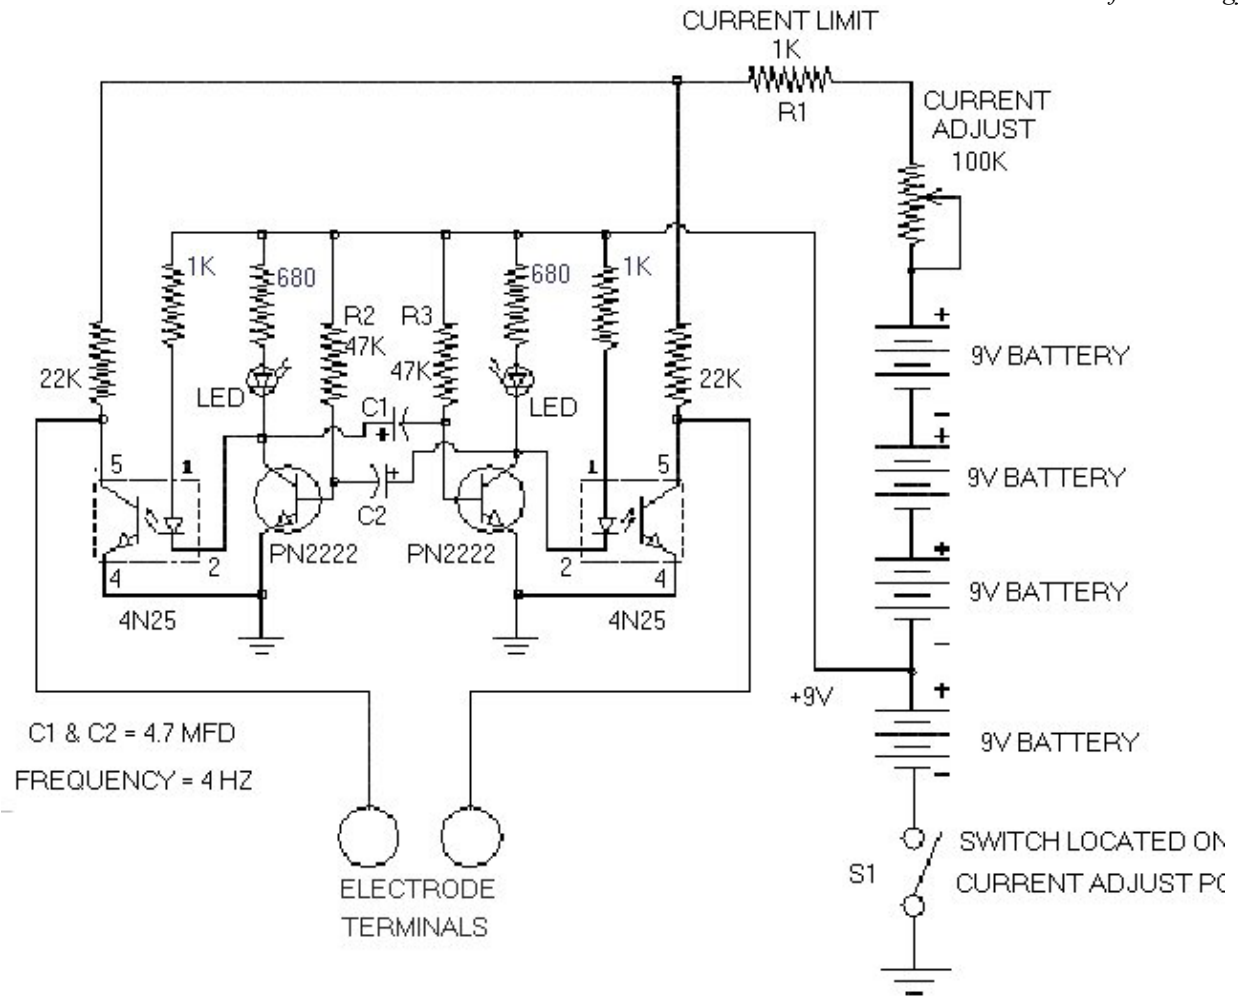 CURRENT LIMIT
1K
R1
CURRENT
ADJUST
100K
1K
680
R2
47K
R3
47K
680
1K
22K
LED
C1
+
LED
22K
5
1
+
C2
1
5
PN2222
PN2222
4
2
2
4
4N25
4N25
+
9V BATTERY
–
+
9V BATTERY
+
9V BATTERY
–
+9V
+
9V BATTERY
–
C1 & C2 = 4.7 MFD
FREQUENCY = 4 HZ
ELECTRODE
TERMINALS
S1
SWITCH LOCATED ON
CURRENT ADJUST